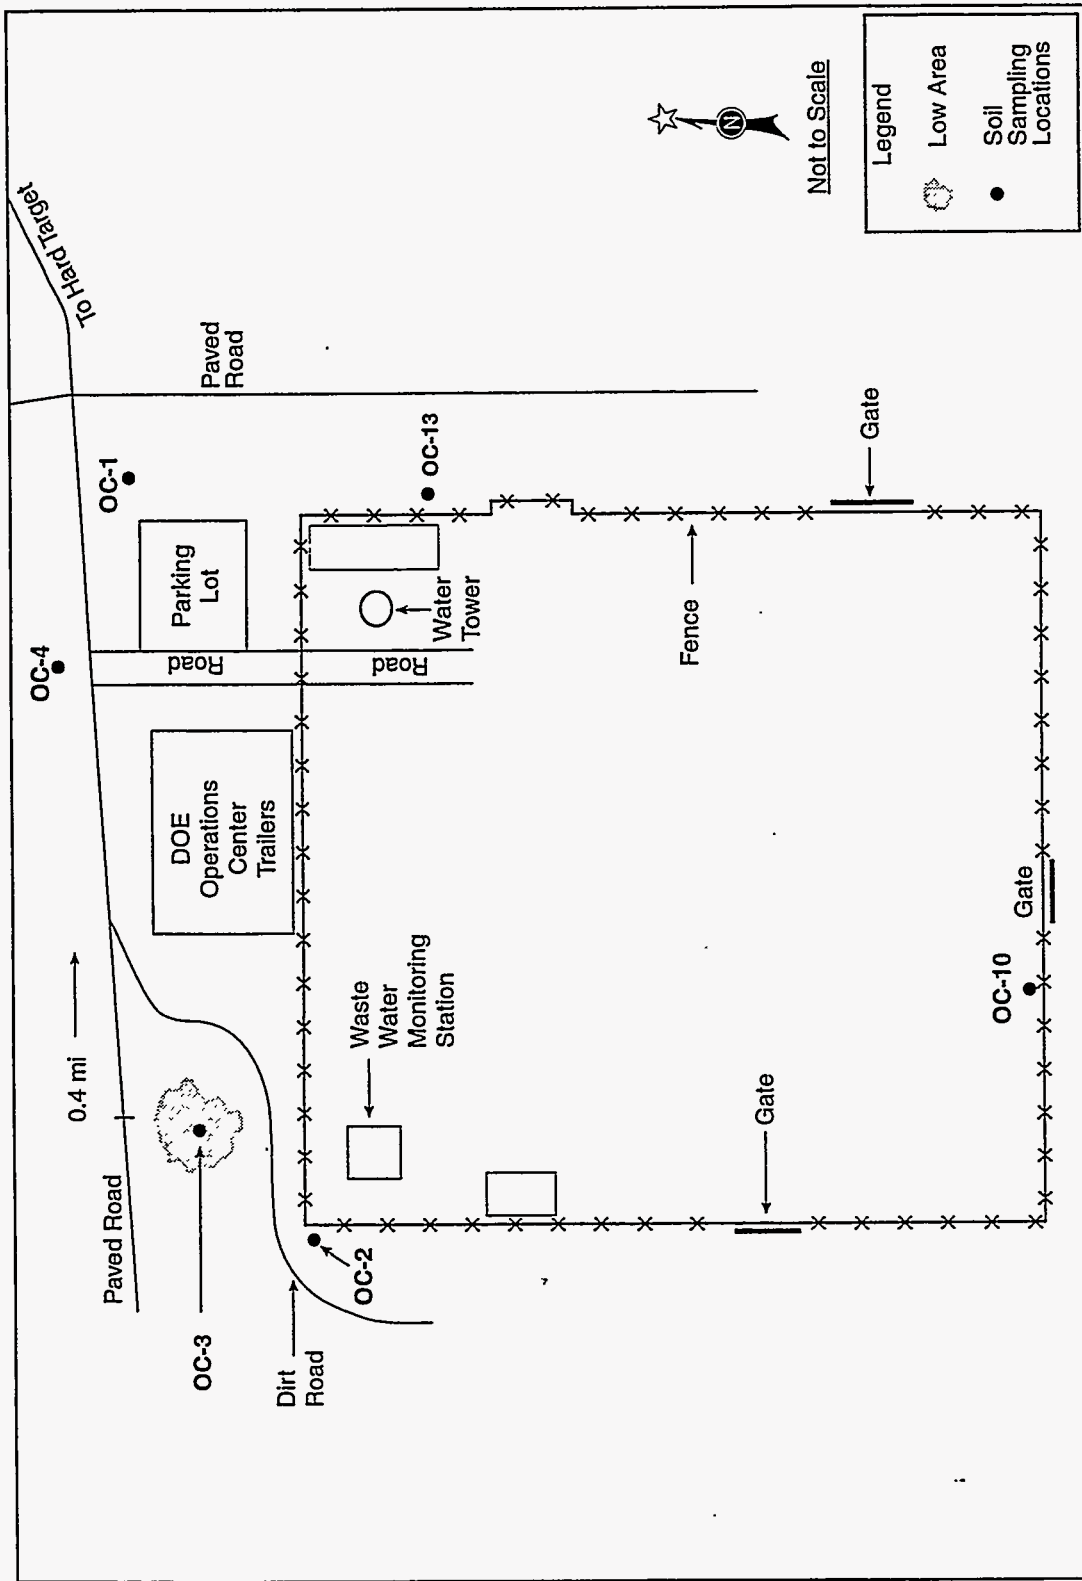 OC-4
To Hard Target
0.4 mi
Paved Road
OC-1
Parking
Lot
DOE
Operations
Center
Trailers
Road
Paved
Road
OC-3
Dirt
Road
OC-2
Waste
Water
Monitoring
Station
Road
Water
Tower
OC-13
Fence
Gate
Gate
Gate
OC-10
N
Not to Scale
Legend
Low Area
Soil
Sampling
Locations